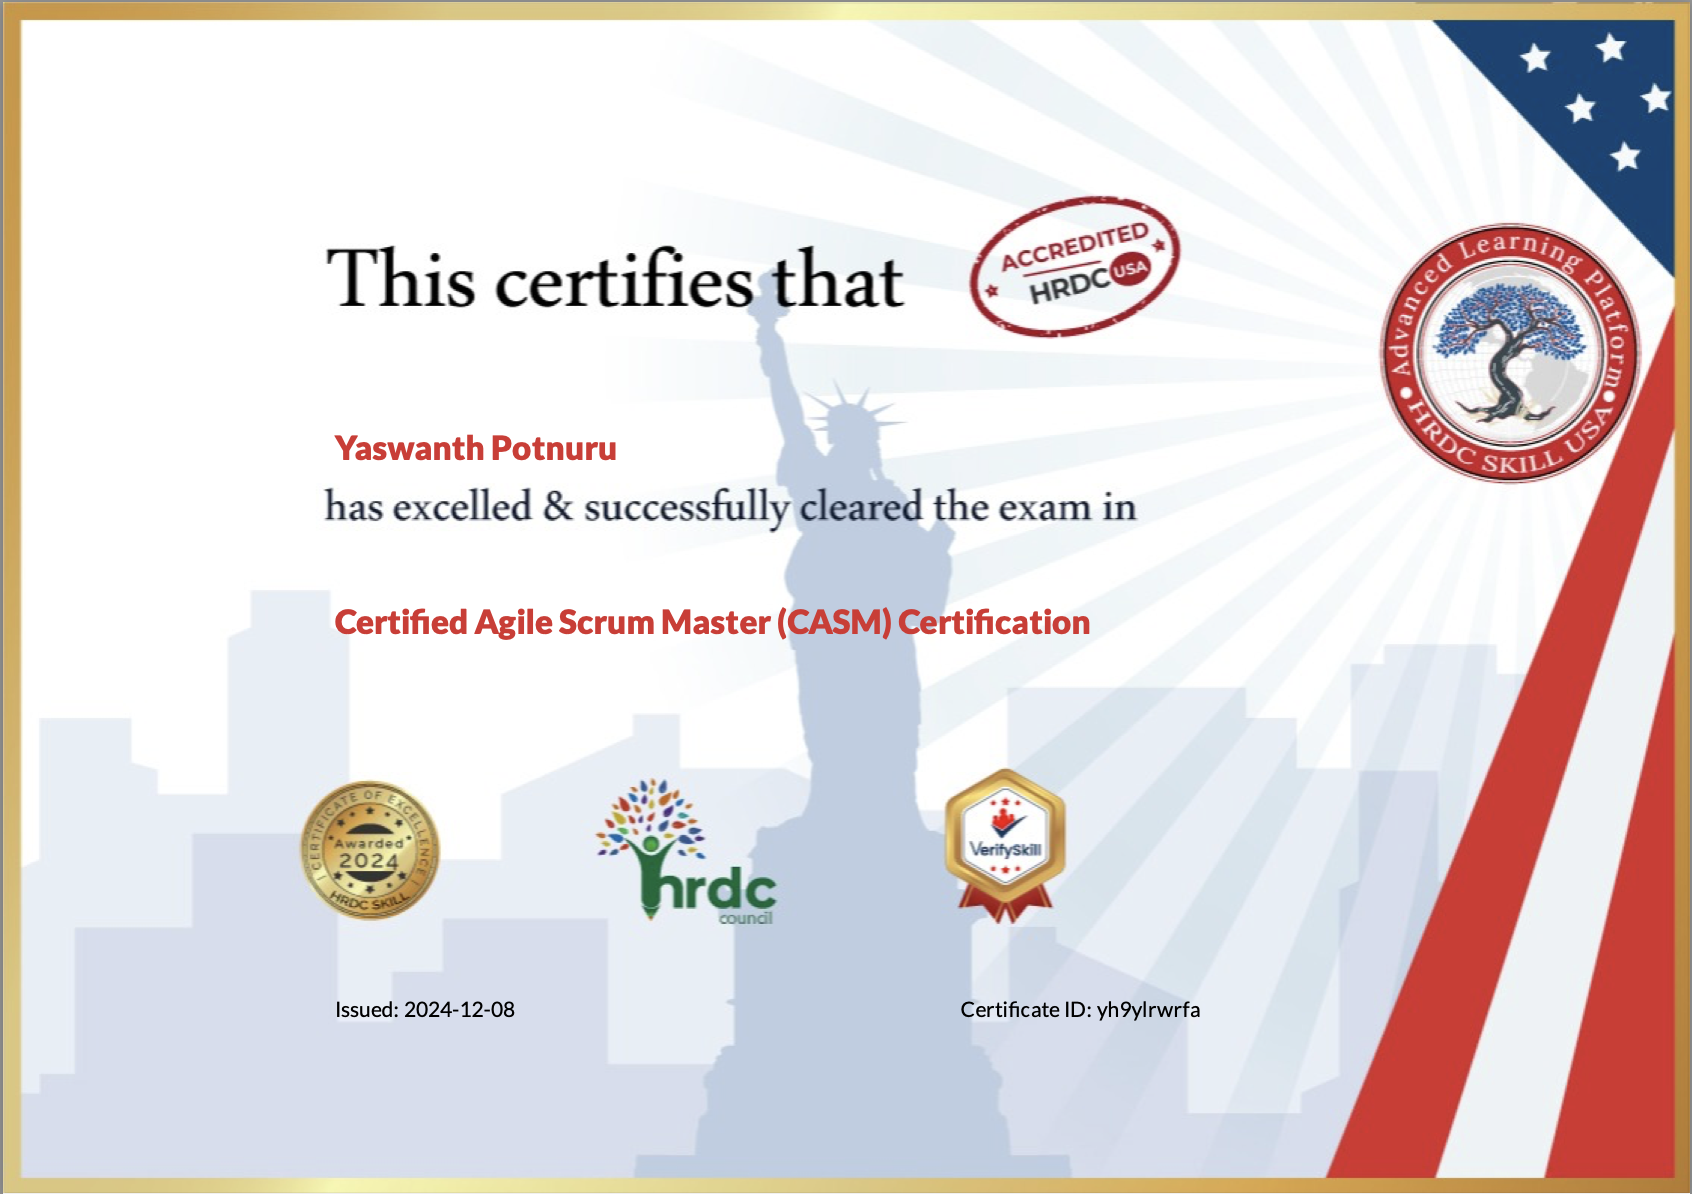 This certifies that
ACCREDITED
HRDC USA
Advanced Learning Platform
HRDC SKILL USA
Yaswanth Potnuru
has excelled & successfully cleared the exam in
Certified Agile Scrum Master (CASM) Certification
CERTIFICATE OF EXCELLENCE
Awarded
2024
HRDC SKILL
hrdc
council
VerifySkill
Issued: 2024-12-08
Certificate ID: yh9ylrwrfa